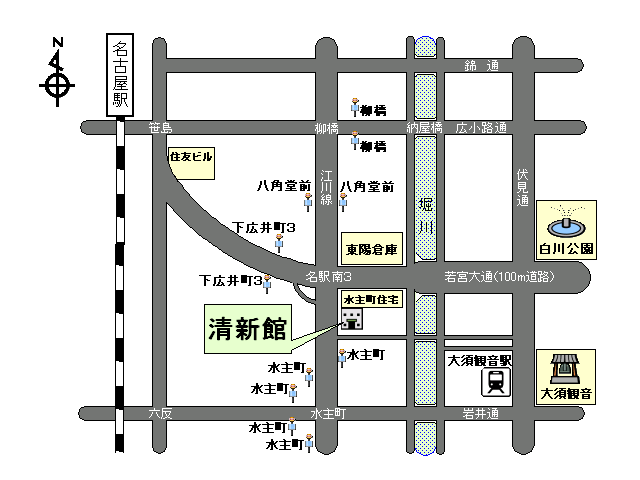 N
名古屋駅
錦通
柳橋
笹島
柳橋
納屋橋
広小路通
柳橋
住友ビル
江川線
伏見通
八角堂前
八角堂前
堀川
下広井町3
白川公園
東陽倉庫
名駅南3
若宮大通(100m道路)
下広井町3
水主町住宅
清新館
水主町
大須観音駅
水主町
水主町
大須観音
六反
水主町
岩井通
水主町
水主町